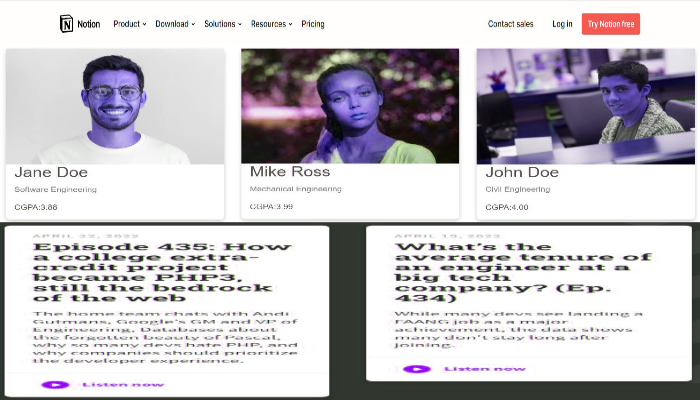 Notion Product Download Solutions Resources Pricing Contact sales Log in Try Notion free
Jane Doe
Software Engineering
CGPA:3.88
Mike Ross
Mechanical Engineering
CGPA:3.99
John Doe
Civil Engineering
CGPA:4.00
APRIL 22, 2022
Episode 435: How
a college extra-
credit project
became PHP3,
still the bedrock
of the web
The home team chats with Andi
Gutmans, Google's GM and VP of
Engineering, Databases about
the forgotten beauty of Pascal,
why so many devs hate PHP, and
why companies should prioritize
the developer experience.
Listen now
APRIL 19, 2022
What's the
average tenure of
an engineer at a
big tech
company? (Ep.
434)
While many devs see landing a
FAANG job as a major
achievement, the data shows
many don't stay long after
joining.
Listen now